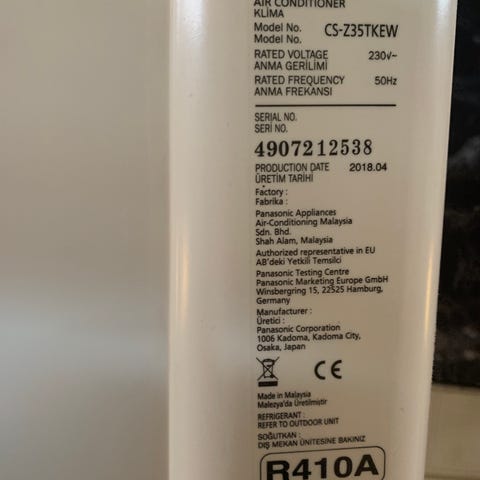 AIR CONDITIONER
KLİMA
Model No. CS-Z35TKEW
Model No.
RATED VOLTAGE 230V~
ANMA GERİLİMİ
RATED FREQUENCY 50Hz
ANMA FREKANSI
SERIAL NO.
SERİ NO.
4907212538
PRODUCTION DATE 2018.04
ÜRETİM TARİHİ
Factory :
Fabrika :
Panasonic Appliances
Air-Conditioning Malaysia
Sdn. Bhd.
Shah Alam, Malaysia
Authorized representative in EU
AB'deki Yetkili Temsilci
Panasonic Testing Centre
Panasonic Marketing Europe GmbH
Winsbergring 15, 22525 Hamburg,
Germany
Manufacturer :
Üretici :
Panasonic Corporation
1006 Kadoma, Kadoma City,
Osaka, Japan
CE
Made in Malaysia
Malezya'da Üretilmiştir
REFRIGERANT :
REFER TO OUTDOOR UNIT
SOĞUTKAN :
DIŞ MEKAN ÜNİTESİNE BAKINIZ
R410A